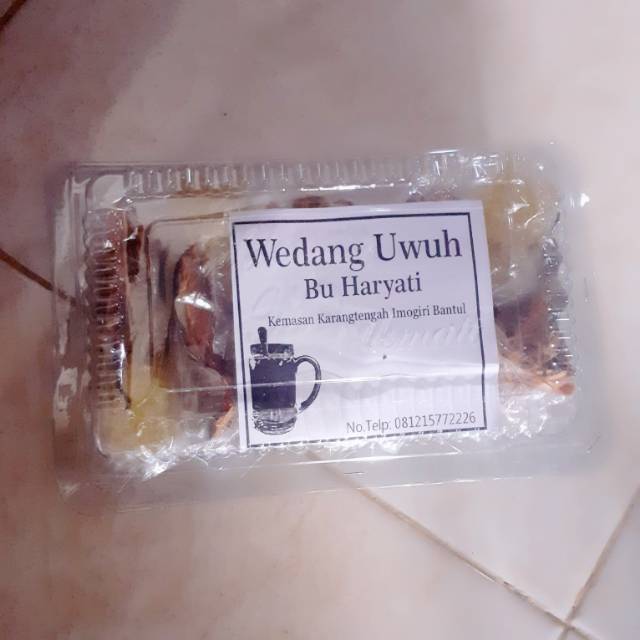 Wedang Uwuh
Bu Haryati
Kemasan Karangtengah Imogiri Bantul
No.Telp: 081215772226